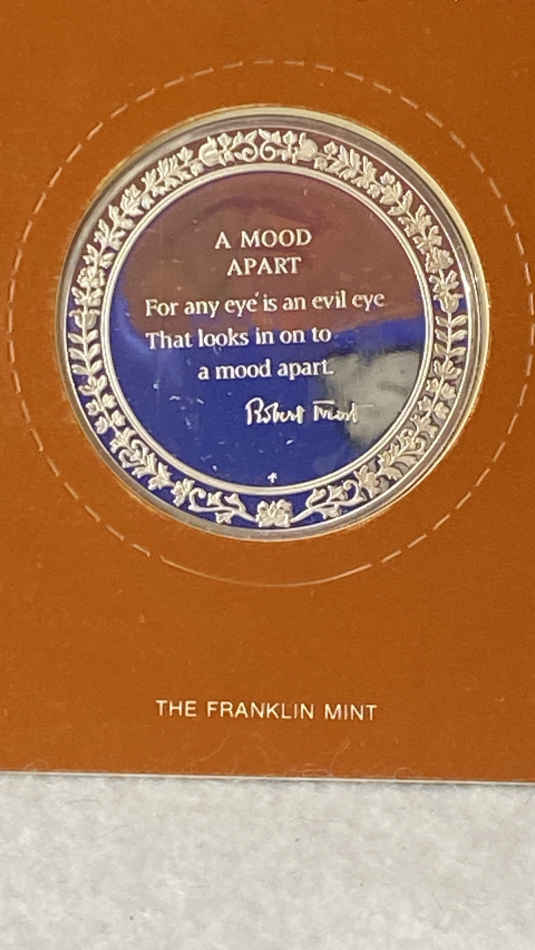 A MOOD
APART
For any eye is an evil eye
That looks in on to
a mood apart.
Robert Frost
THE FRANKLIN MINT